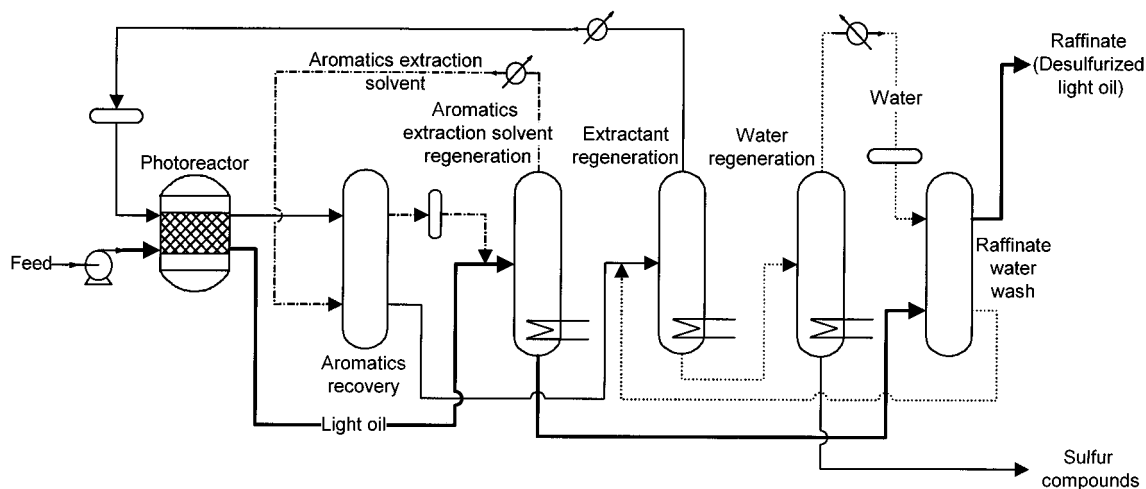 Aromatics extraction
solvent
Raffinate
(Desulfurized
light oil)
Water
Aromatics
extraction solvent
regeneration
Extractant
regeneration
Water
regeneration
Photoreactor
Feed
Raffinate
water
wash
Aromatics
recovery
Light oil
Sulfur
compounds